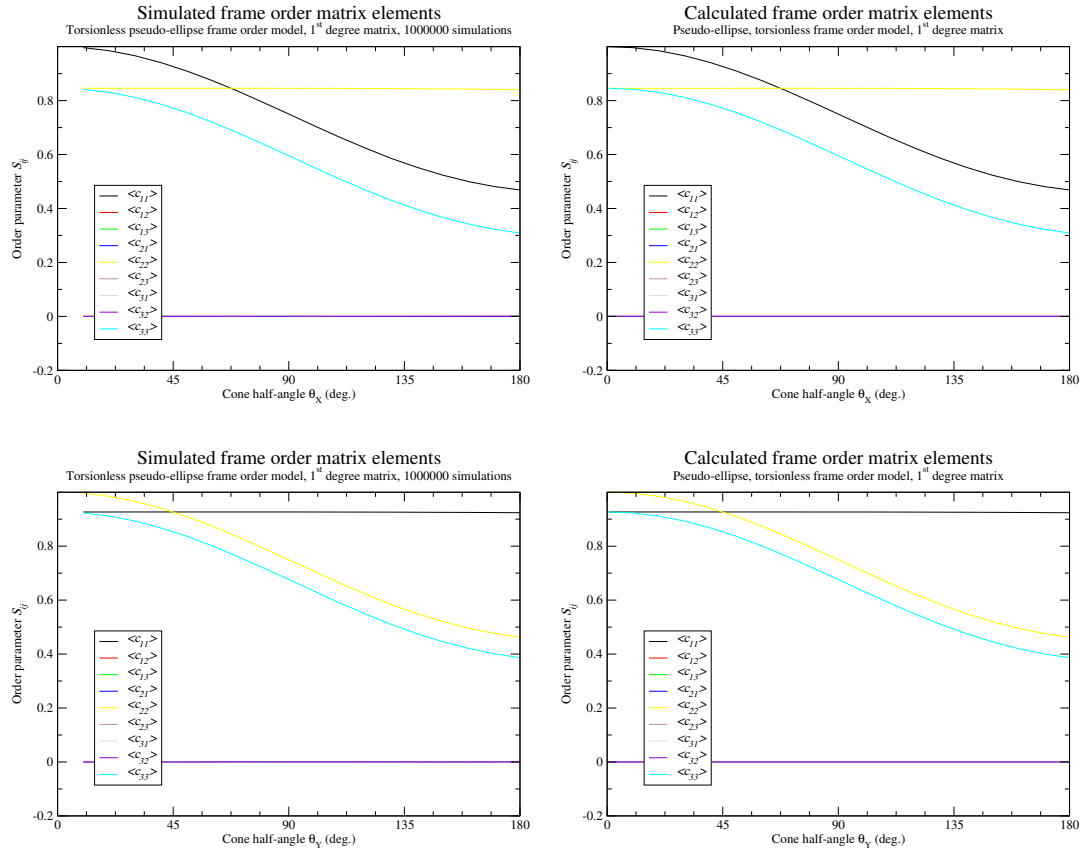 Simulated frame order matrix elements
Torsionless pseudo-ellipse frame order model, 1st degree matrix, 1000000 simulations
0.8
0.6
0.4
0.2
0
-0.2
Order parameter Sij
<c11>
<c12>
<c13>
<c21>
<c22>
<c23>
<c31>
<c32>
<c33>
0 45 90 135 180
Cone half-angle θX (deg.)
Calculated frame order matrix elements
Pseudo-ellipse, torsionless frame order model, 1st degree matrix
0.8
0.6
0.4
0.2
0
-0.2
Order parameter Sij
<c11>
<c12>
<c13>
<c21>
<c22>
<c23>
<c31>
<c32>
<c33>
0 45 90 135 180
Cone half-angle θX (deg.)
Simulated frame order matrix elements
Torsionless pseudo-ellipse frame order model, 1st degree matrix, 1000000 simulations
0.8
0.6
0.4
0.2
0
-0.2
Order parameter Sij
<c11>
<c12>
<c13>
<c21>
<c22>
<c23>
<c31>
<c32>
<c33>
0 45 90 135 180
Cone half-angle θY (deg.)
Calculated frame order matrix elements
Pseudo-ellipse, torsionless frame order model, 1st degree matrix
0.8
0.6
0.4
0.2
0
-0.2
Order parameter Sij
<c11>
<c12>
<c13>
<c21>
<c22>
<c23>
<c31>
<c32>
<c33>
0 45 90 135 180
Cone half-angle θY (deg.)